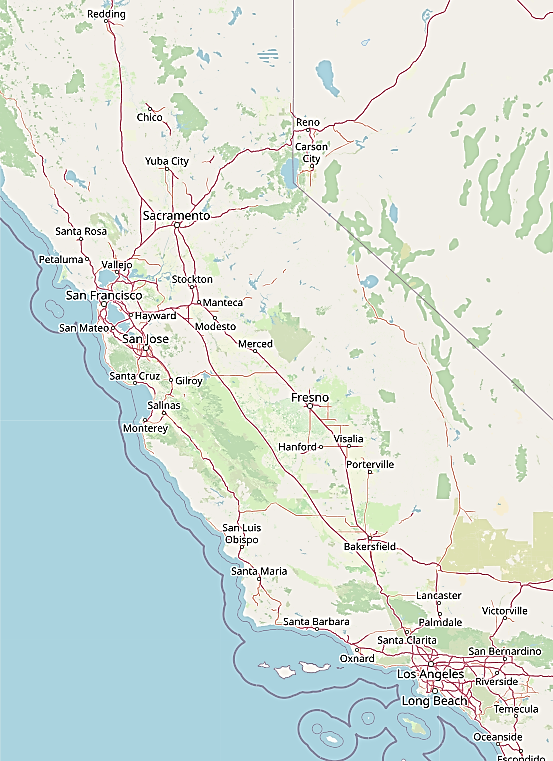 Redding
Chico
Reno
Carson
City
Yuba City
Sacramento
Santa Rosa
Petaluma
Vallejo
Stockton
San Francisco
Manteca
Hayward
San Mateo
Modesto
San Jose
Merced
Santa Cruz
Gilroy
Fresno
Salinas
Monterey
Visalia
Hanford
Porterville
San Luis
Obispo
Bakersfield
Santa Maria
Lancaster
Victorville
Santa Barbara
Palmdale
Santa Clarita
San Bernardino
Oxnard
Los Angeles
Riverside
Long Beach
Temecula
Oceanside
Escondido